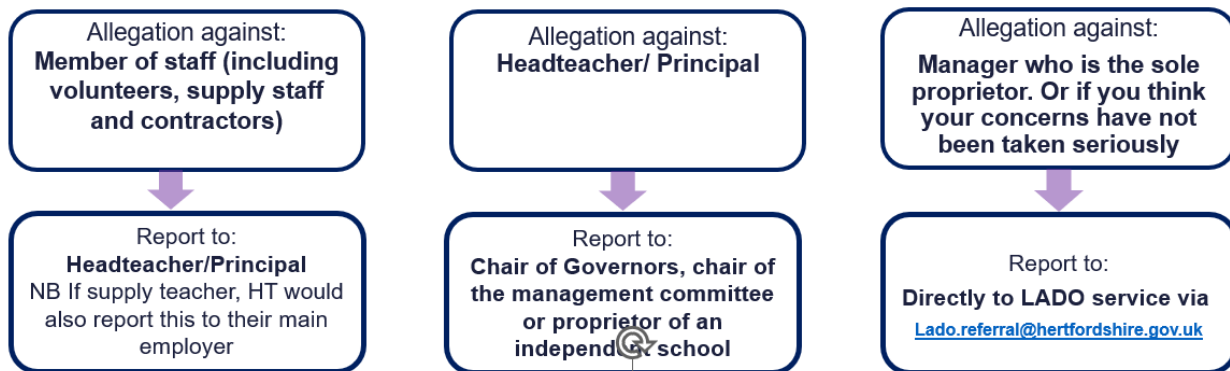 Allegation against:
Member of staff (including
volunteers, supply staff
and contractors)
Report to:
Headteacher/Principal
NB If supply teacher, HT would
also report this to their main
employer
Allegation against:
Headteacher/ Principal
Report to:
Chair of Governors, chair of
the management committee
or proprietor of an
independent school
Allegation against:
Manager who is the sole
proprietor. Or if you think
your concerns have not
been taken seriously
Report to:
Directly to LADO service via
Lado.referral@hertfordshire.gov.uk